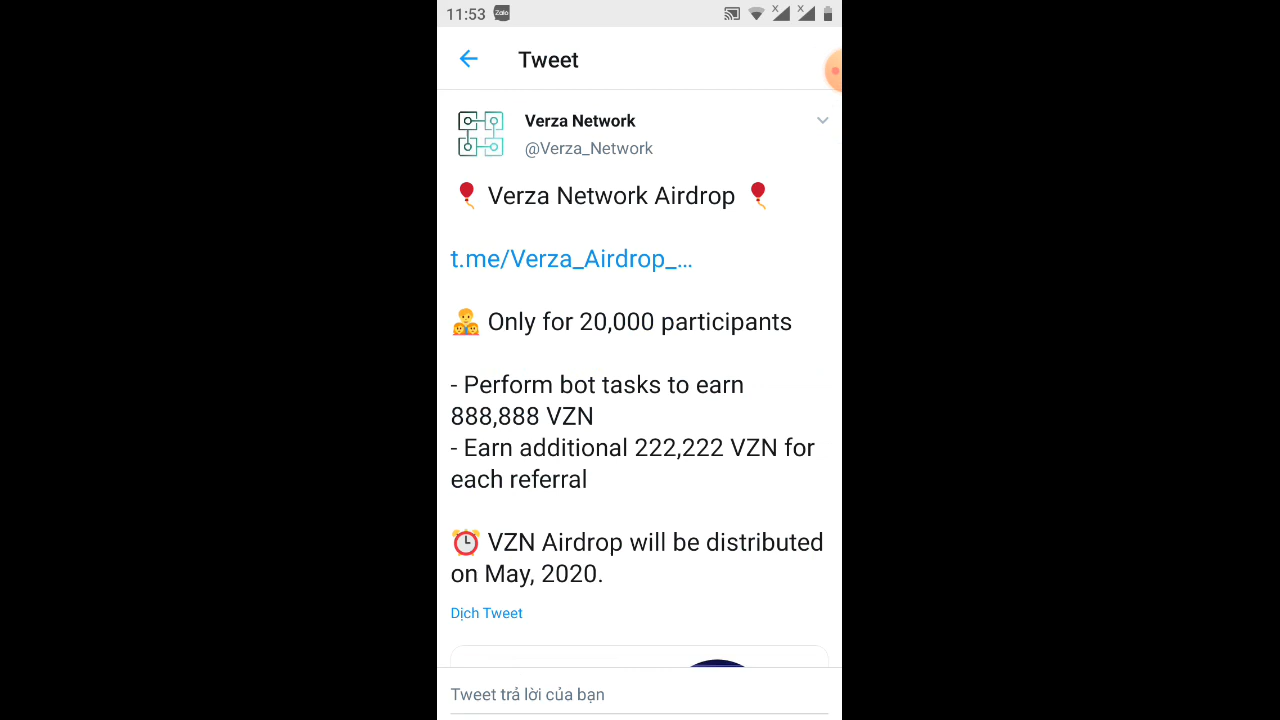 11:53
Zalo
Tweet
Verza Network
@Verza_Network
🎈 Verza Network Airdrop 🎈
t.me/Verza_Airdrop_...
👨‍👧‍👦 Only for 20,000 participants
- Perform bot tasks to earn
888,888 VZN
- Earn additional 222,222 VZN for
each referral
⏰ VZN Airdrop will be distributed
on May, 2020.
Dịch Tweet
Tweet trả lời của bạn